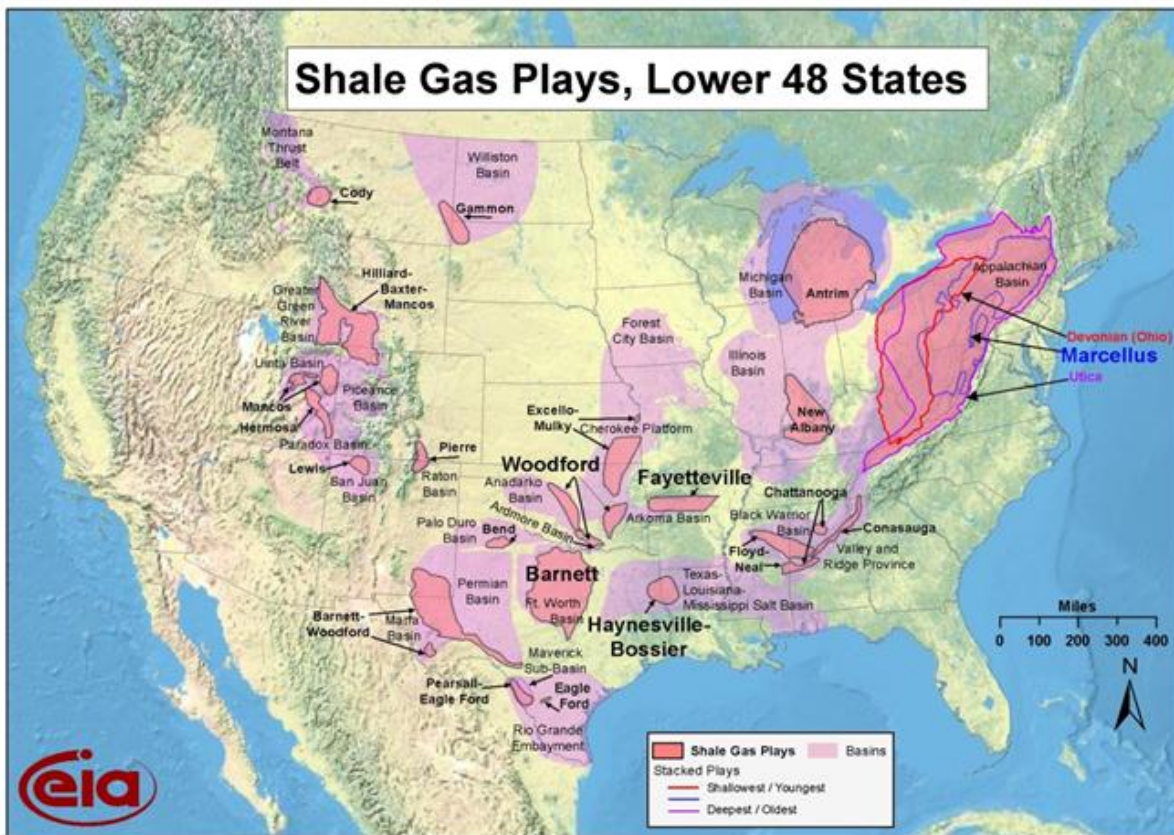 Shale Gas Plays, Lower 48 States
Montana
Thrust
Belt
Cody
Williston
Basin
Gammon
Hilliard-
Baxter-
Mancos
Greater
Green
River
Basin
Uinta Basin
Mancos
Piceance
Basin
Hermosa
Paradox Basin
Lewis
San Juan
Basin
Pierre
Raton
Basin
Michigan
Basin
Antrim
Appalachian
Basin
Devonian (Ohio)
Marcellus
Utica
Forest
City Basin
Illinois
Basin
New
Albany
Excello-
Mulky
Cherokee Platform
Woodford
Anadarko
Basin
Ardmore Basin
Fayetteville
Arkoma Basin
Chattanooga
Black Warrior
Basin
Conasauga
Floyd-
Neal
Valley and
Ridge Province
Palo Duro
Basin
Bend
Permian
Basin
Barnett
Ft. Worth
Basin
Texas-
Louisiana-
Mississippi Salt Basin
Haynesville-
Bossier
Barnett-
Woodford
Marfa
Basin
Maverick
Sub-Basin
Pearsall-
Eagle Ford
Eagle
Ford
Rio Grande
Embayment
Miles
0 100 200 300 400
N
Shale Gas Plays
Basins
Stacked Plays
Shallowest / Youngest
Deepest / Oldest
eia